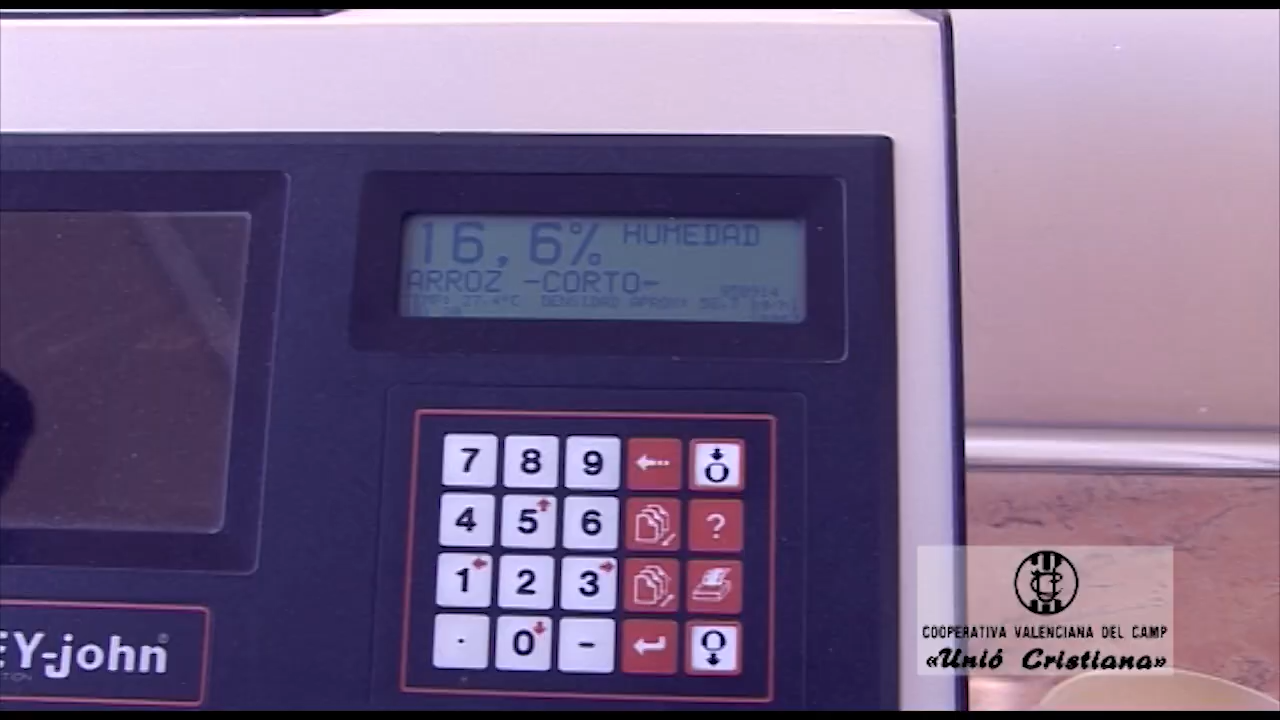 16,6% HUMEDAD
ARROZ -CORTO-
TEMP: 27.4°C DENSIDAD APROX:
7 8 9
4 5 6 ?
1 2 3
. 0 -
EY-john®
COOPERATIVA VALENCIANA DEL CAMP
«Unió Cristiana»